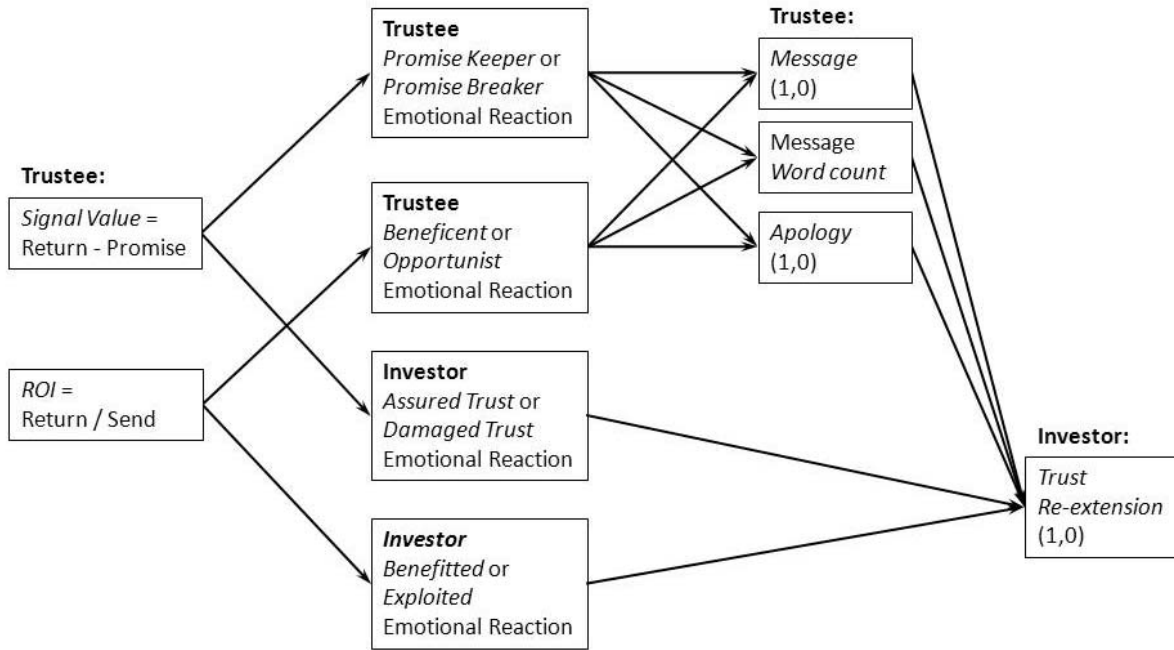 Trustee:
Signal Value =
Return - Promise
ROI =
Return / Send
Trustee
Promise Keeper or
Promise Breaker
Emotional Reaction
Trustee
Beneficent or
Opportunist
Emotional Reaction
Investor
Assured Trust or
Damaged Trust
Emotional Reaction
Investor
Benefitted or
Exploited
Emotional Reaction
Trustee:
Message
(1,0)
Message
Word count
Apology
(1,0)
Investor:
Trust
Re-extension
(1,0)